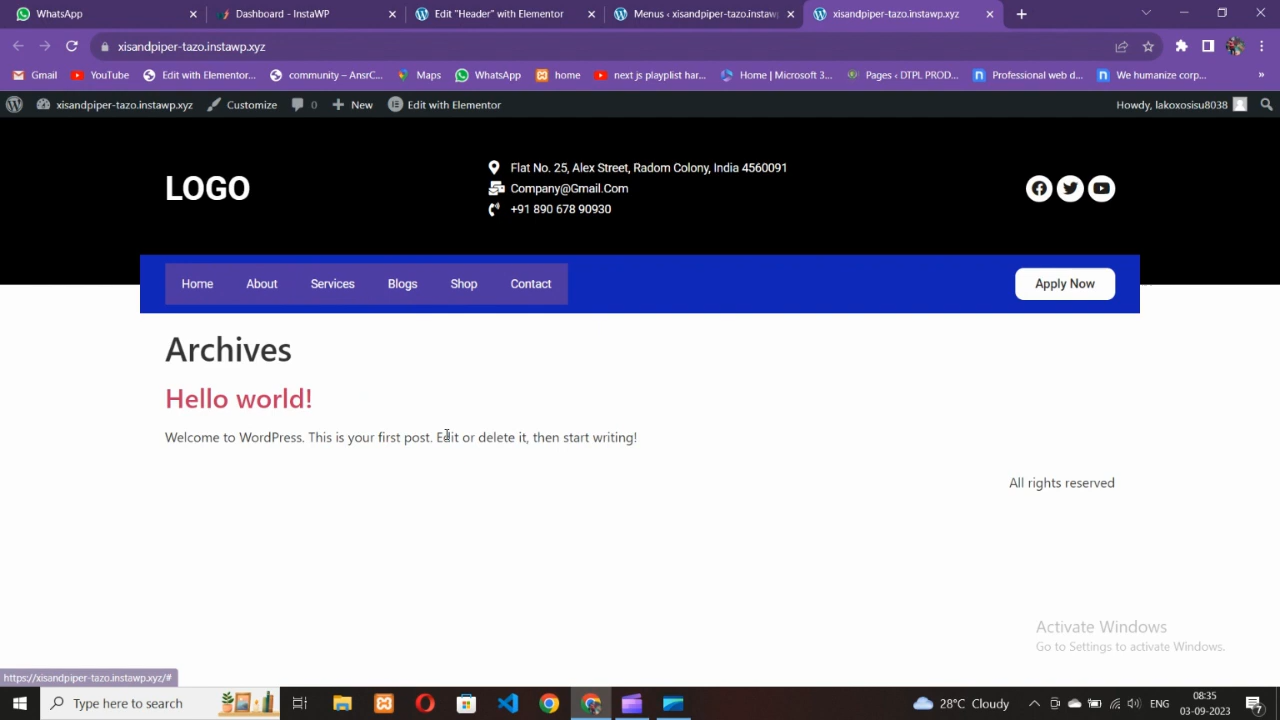 WhatsApp
Dashboard - InstaWP
Edit "Header" with Elementor
Menus ‹ xisandpiper-tazo.instawp
xisandpiper-tazo.instawp.xyz
xisandpiper-tazo.instawp.xyz
Gmail
YouTube
Edit with Elementor...
community – AnsrC...
Maps
WhatsApp
home
next js playplist har...
Home | Microsoft 3...
Pages ‹ DTPL PROD...
Professional web d...
We humanize corp...
»
xisandpiper-tazo.instawp.xyz
Customize
0
New
Edit with Elementor
Howdy, lakoxosisu8038
LOGO
Flat No. 25, Alex Street, Radom Colony, India 4560091
Company@Gmail.Com
+91 890 678 90930
Home
About
Services
Blogs
Shop
Contact
Apply Now
Archives
Hello world!
Welcome to WordPress. This is your first post. Edit or delete it, then start writing!
All rights reserved
Activate Windows
Go to Settings to activate Windows.
https://xisandpiper-tazo.instawp.xyz/#
Type here to search
28°C Cloudy
ENG
08:35
03-09-2023
7